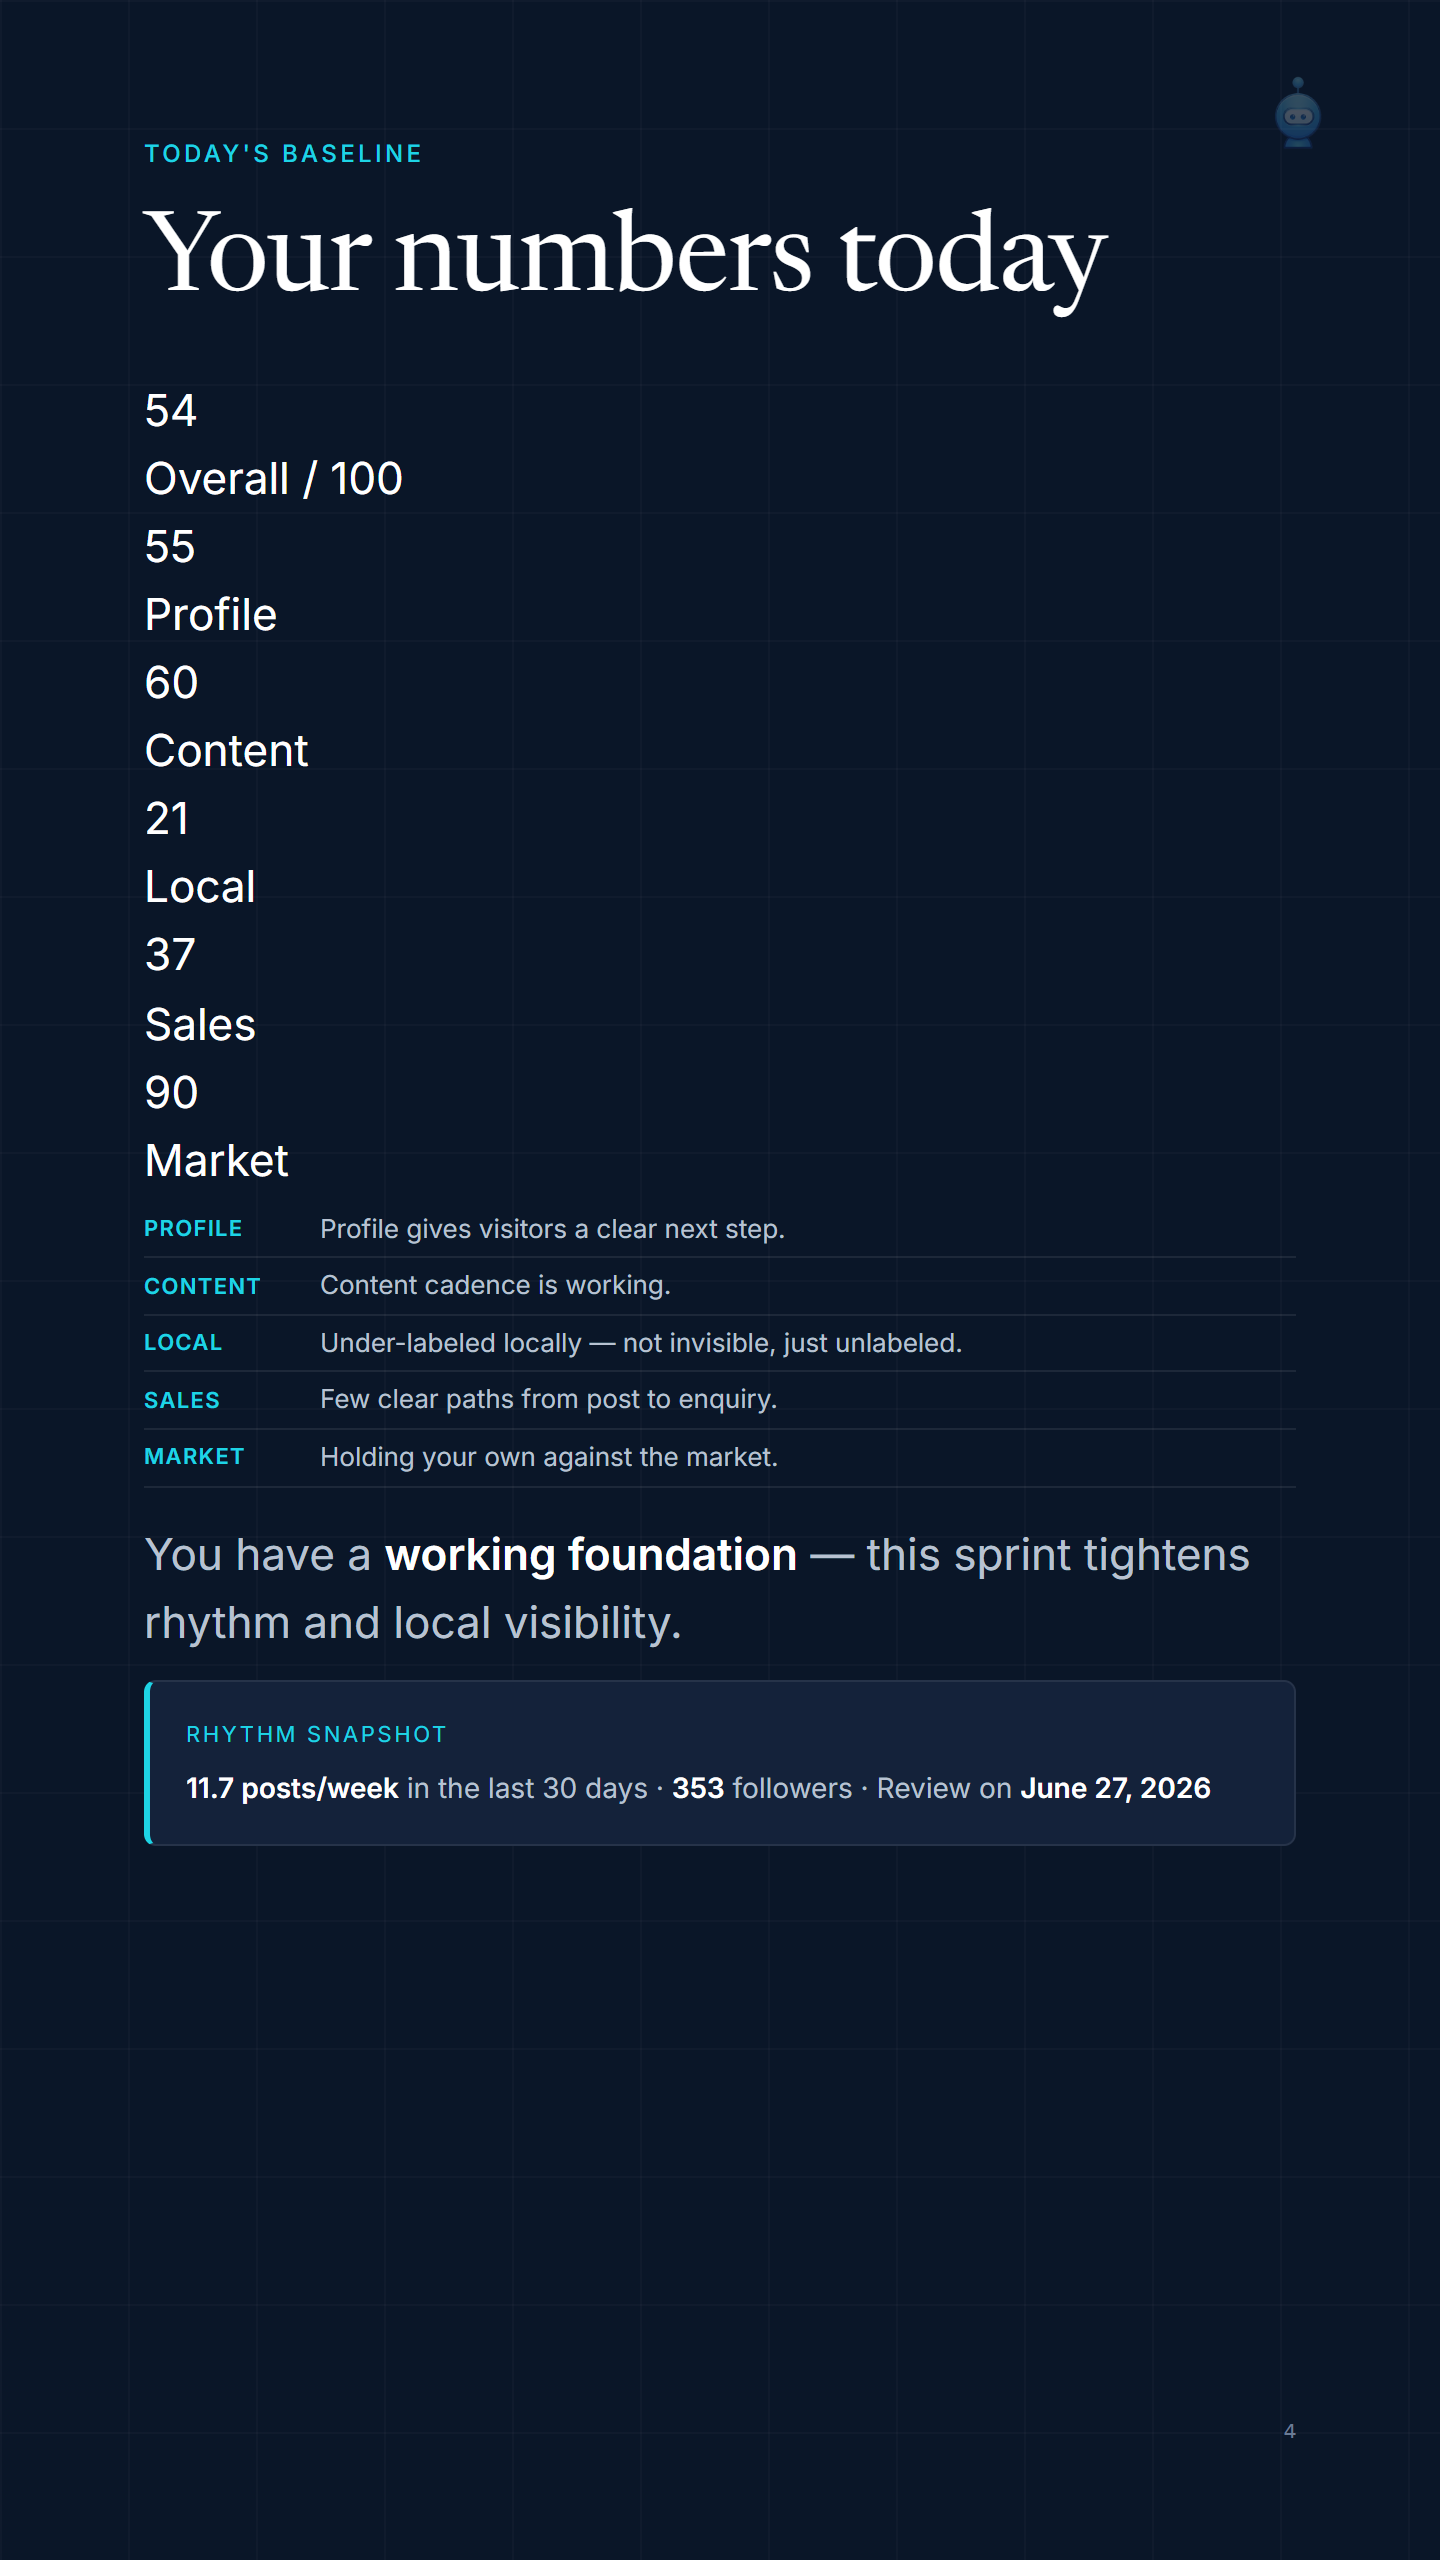 TODAY'S BASELINE
Your numbers today
54
Overall / 100
55
Profile
60
Content
21
Local
37
Sales
90
Market
PROFILE Profile gives visitors a clear next step.
CONTENT Content cadence is working.
LOCAL Under-labeled locally — not invisible, just unlabeled.
SALES Few clear paths from post to enquiry.
MARKET Holding your own against the market.
You have a working foundation — this sprint tightens
rhythm and local visibility.
RHYTHM SNAPSHOT
11.7 posts/week in the last 30 days · 353 followers · Review on June 27, 2026
4